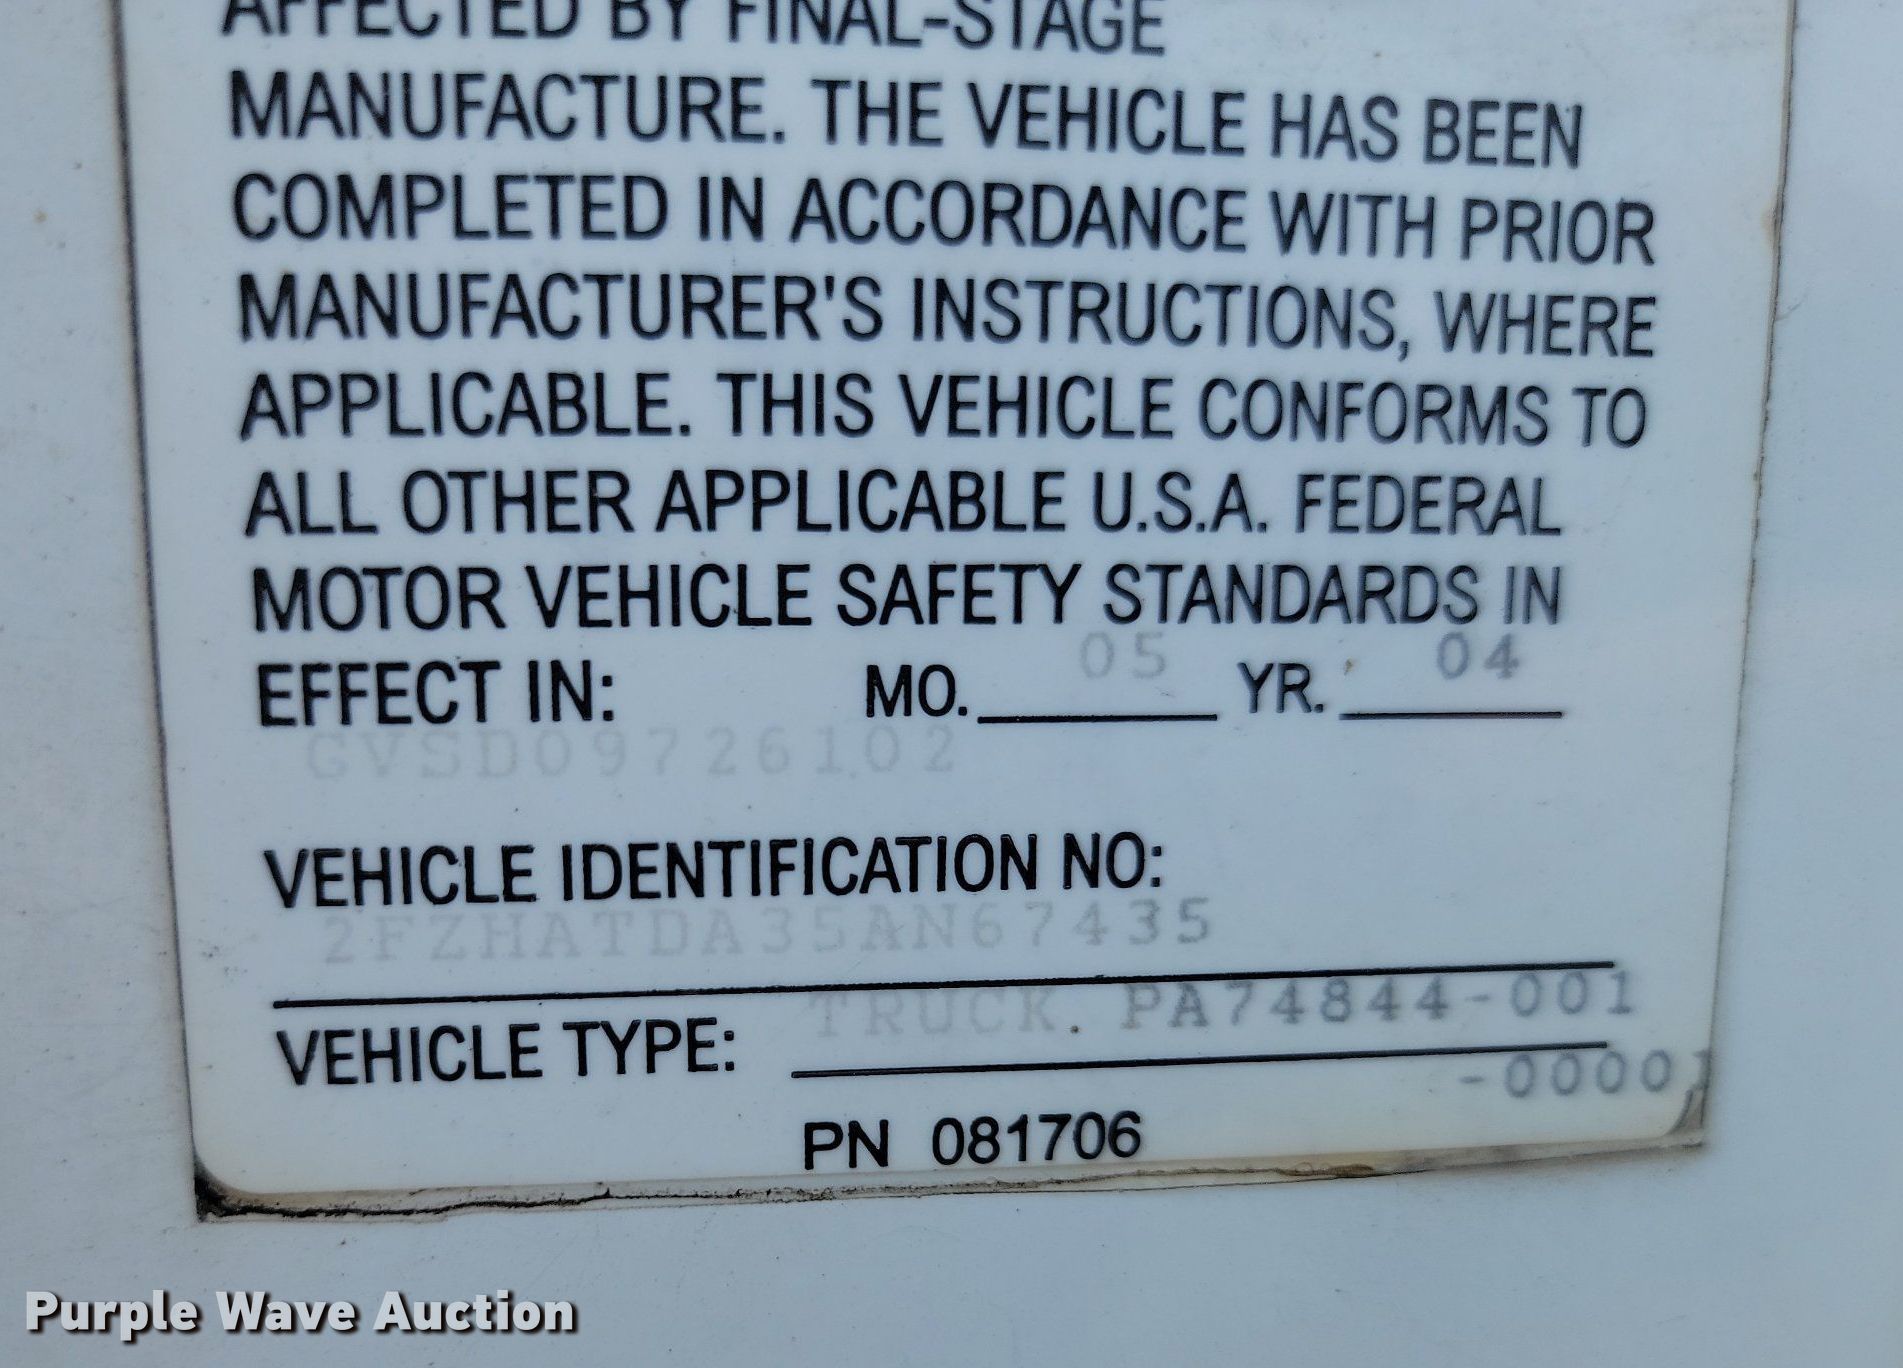 AFFECTED BY FINAL-STAGE
MANUFACTURE. THE VEHICLE HAS BEEN
COMPLETED IN ACCORDANCE WITH PRIOR
MANUFACTURER'S INSTRUCTIONS, WHERE
APPLICABLE. THIS VEHICLE CONFORMS TO
ALL OTHER APPLICABLE U.S.A. FEDERAL
MOTOR VEHICLE SAFETY STANDARDS IN
EFFECT IN: MO. 05 YR. 04
GVSD09726102
VEHICLE IDENTIFICATION NO:
2FZHATDA35AN67435
VEHICLE TYPE: TRUCK. PA74844-001
-00001
PN 081706
Purple Wave Auction